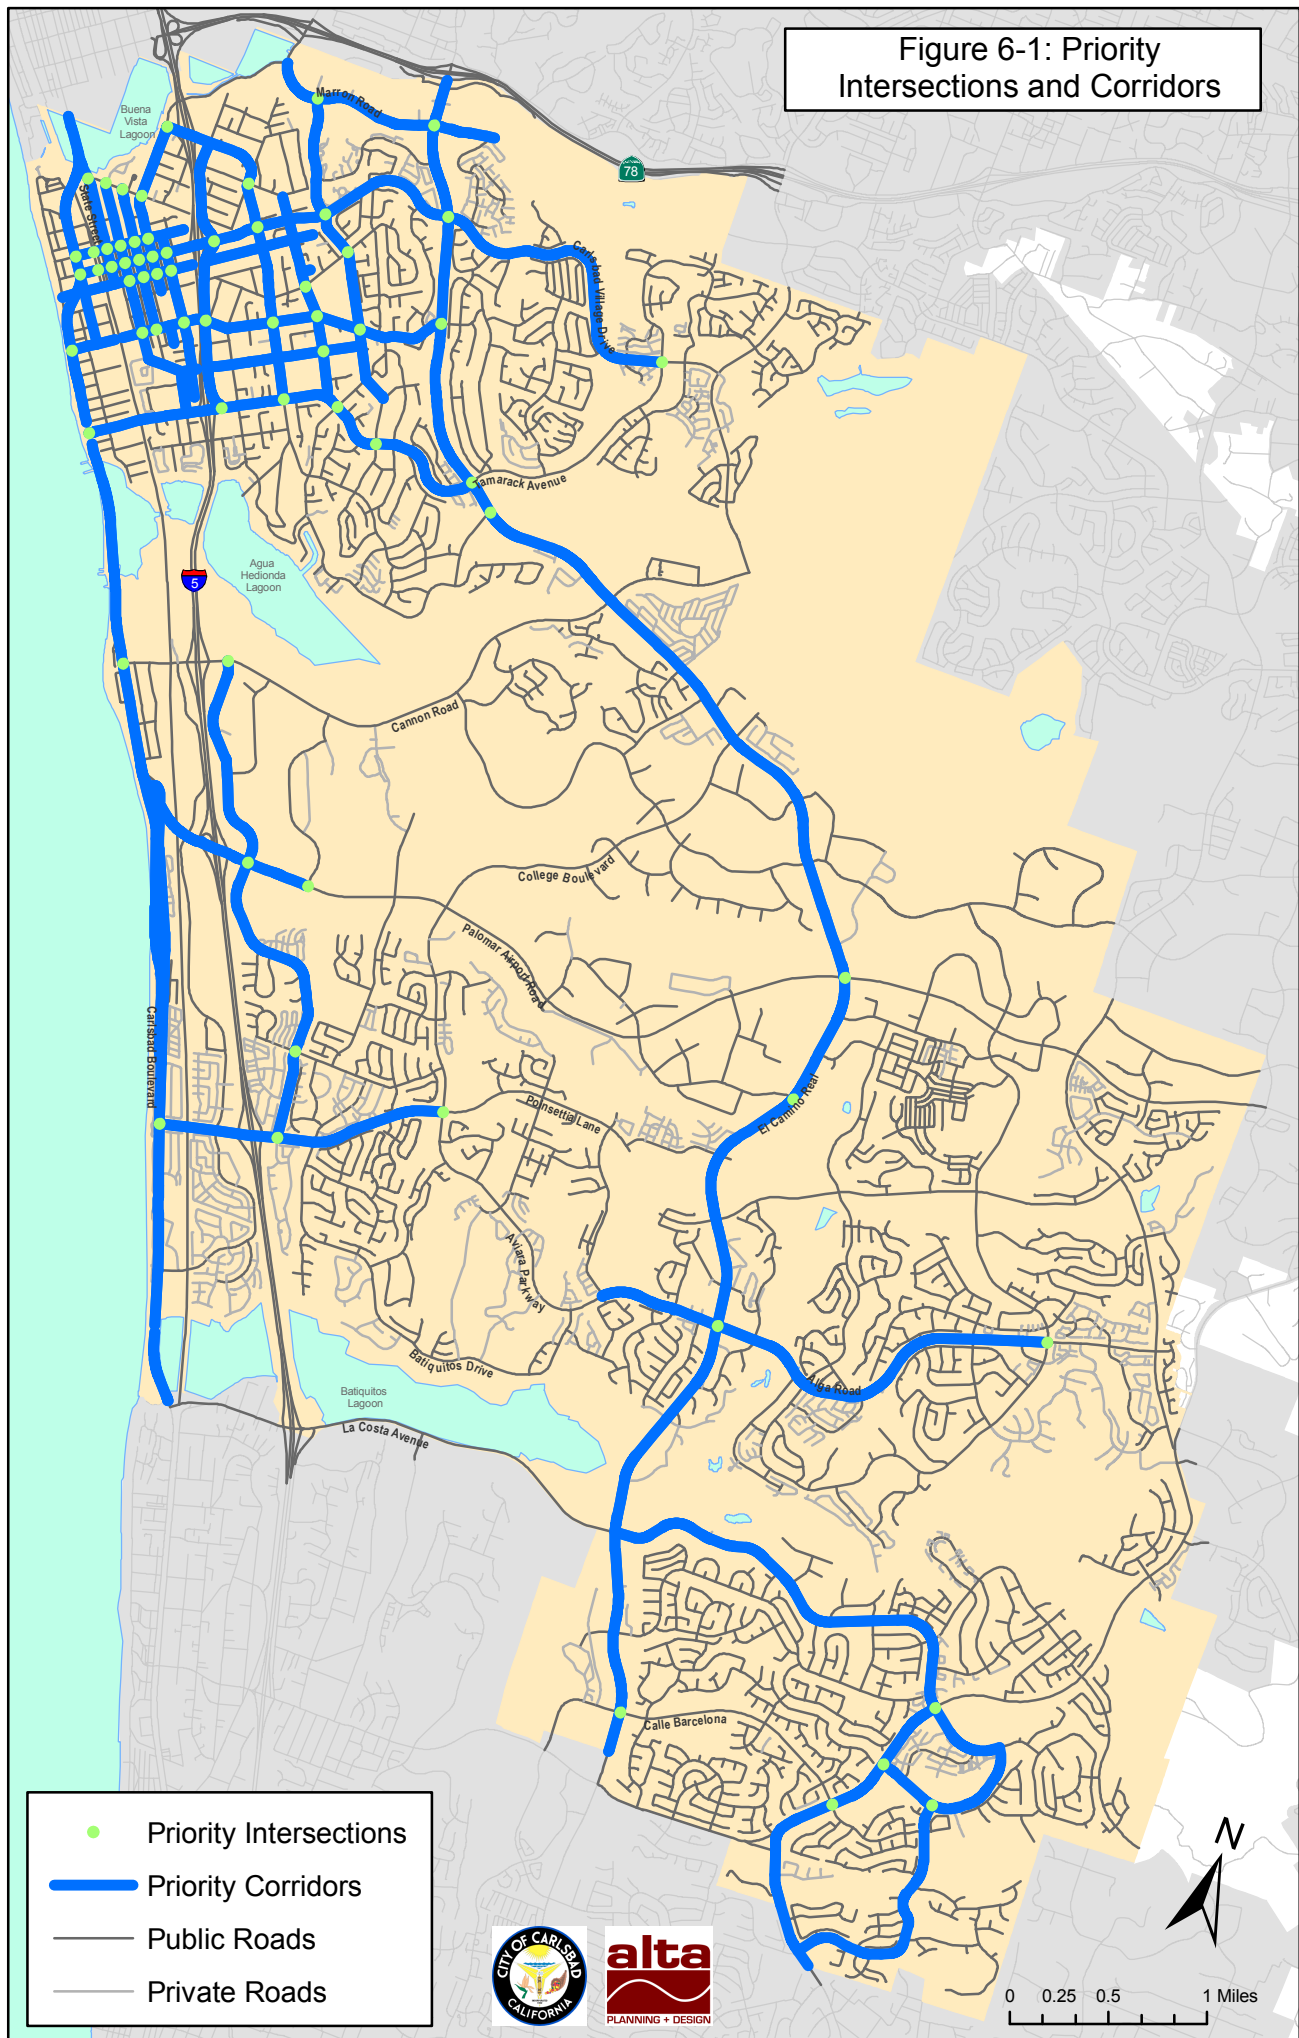 Figure 6-1: Priority
Intersections and Corridors
Buena
Vista
Lagoon
Marron Road
78
State Street
Carlsbad Village Drive
Tamarack Avenue
Agua
Hedionda
Lagoon
5
Cannon Road
College Boulevard
Palomar Airport Road
Carlsbad Boulevard
El Camino Real
Poinsettia Lane
Aviara Parkway
Batiquitos Drive
Alga Road
Batiquitos
Lagoon
La Costa Avenue
Calle Barcelona
Priority Intersections
Priority Corridors
Public Roads
Private Roads
CITY OF CARLSBAD
CALIFORNIA
alta
PLANNING + DESIGN
N
0 0.25 0.5 1 Miles